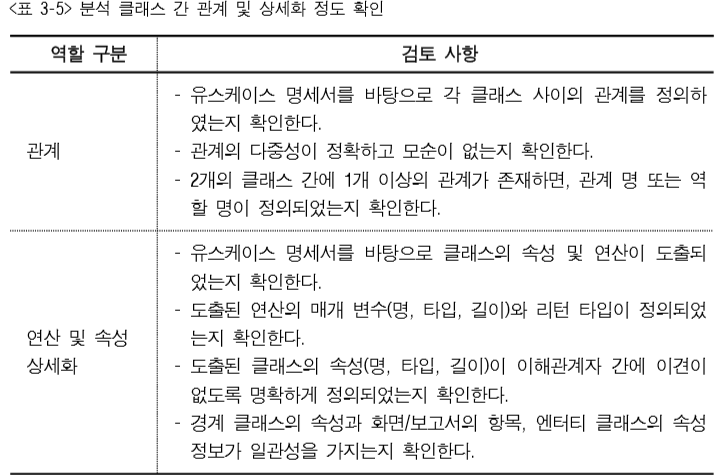 <표 3-5> 분석 클래스 간 관계 및 상세화 정도 확인
역할 구분
검토 사항
관계
- 유스케이스 명세서를 바탕으로 각 클래스 사이의 관계를 정의하
였는지 확인한다.
- 관계의 다중성이 정확하고 모순이 없는지 확인한다.
- 2개의 클래스 간에 1개 이상의 관계가 존재하면, 관계 명 또는 역
할 명이 정의되었는지 확인한다.
연산 및 속성
상세화
- 유스케이스 명세서를 바탕으로 클래스의 속성 및 연산이 도출되
었는지 확인한다.
- 도출된 연산의 매개 변수(명, 타입, 길이)와 리턴 타입이 정의되었
는지 확인한다.
- 도출된 클래스의 속성(명, 타입, 길이)이 이해관계자 간에 이견이
없도록 명확하게 정의되었는지 확인한다.
- 경계 클래스의 속성과 화면/보고서의 항목, 엔터티 클래스의 속성
정보가 일관성을 가지는지 확인한다.